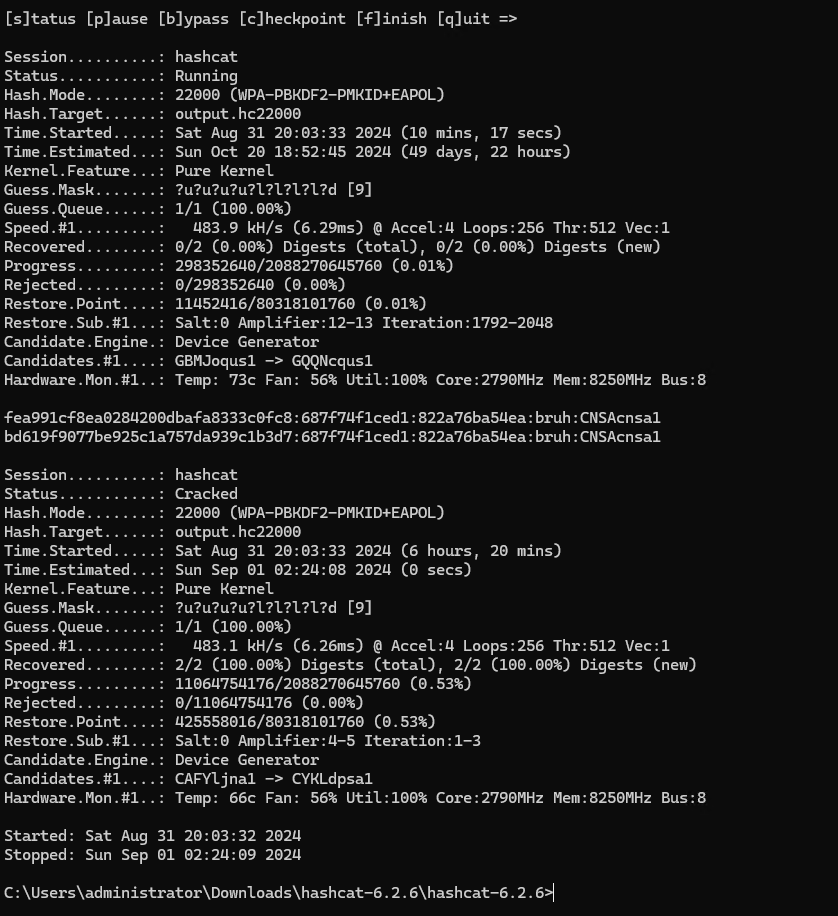 [s]tatus [p]ause [b]ypass [c]heckpoint [f]inish [q]uit =>
Session..........: hashcat
Status...........: Running
Hash.Mode........: 22000 (WPA-PBKDF2-PMKID+EAPOL)
Hash.Target......: output.hc22000
Time.Started.....: Sat Aug 31 20:03:33 2024 (10 mins, 17 secs)
Time.Estimated...: Sun Oct 20 18:52:45 2024 (49 days, 22 hours)
Kernel.Feature...: Pure Kernel
Guess.Mask.......: ?u?u?u?u?l?l?l?l?d [9]
Guess.Queue......: 1/1 (100.00%)
Speed.#1.........:   483.9 kH/s (6.29ms) @ Accel:4 Loops:256 Thr:512 Vec:1
Recovered........: 0/2 (0.00%) Digests (total), 0/2 (0.00%) Digests (new)
Progress.........: 298352640/2088270645760 (0.01%)
Rejected.........: 0/298352640 (0.00%)
Restore.Point....: 11452416/80318101760 (0.01%)
Restore.Sub.#1...: Salt:0 Amplifier:12-13 Iteration:1792-2048
Candidate.Engine.: Device Generator
Candidates.#1....: GBMJoqus1 -> GQQNcqus1
Hardware.Mon.#1..: Temp: 73c Fan: 56% Util:100% Core:2790MHz Mem:8250MHz Bus:8
fea991cf8ea0284200dbafa8333c0fc8:687f74f1ced1:822a76ba54ea:bruh:CNSAcnsa1
bd619f9077be925c1a757da939c1b3d7:687f74f1ced1:822a76ba54ea:bruh:CNSAcnsa1
Session..........: hashcat
Status...........: Cracked
Hash.Mode........: 22000 (WPA-PBKDF2-PMKID+EAPOL)
Hash.Target......: output.hc22000
Time.Started.....: Sat Aug 31 20:03:33 2024 (6 hours, 20 mins)
Time.Estimated...: Sun Sep 01 02:24:08 2024 (0 secs)
Kernel.Feature...: Pure Kernel
Guess.Mask.......: ?u?u?u?u?l?l?l?l?d [9]
Guess.Queue......: 1/1 (100.00%)
Speed.#1.........:   483.1 kH/s (6.26ms) @ Accel:4 Loops:256 Thr:512 Vec:1
Recovered........: 2/2 (100.00%) Digests (total), 2/2 (100.00%) Digests (new)
Progress.........: 11064754176/2088270645760 (0.53%)
Rejected.........: 0/11064754176 (0.00%)
Restore.Point....: 425558016/80318101760 (0.53%)
Restore.Sub.#1...: Salt:0 Amplifier:4-5 Iteration:1-3
Candidate.Engine.: Device Generator
Candidates.#1....: CAFYljna1 -> CYKLdpsa1
Hardware.Mon.#1..: Temp: 66c Fan: 56% Util:100% Core:2790MHz Mem:8250MHz Bus:8
Started: Sat Aug 31 20:03:32 2024
Stopped: Sun Sep 01 02:24:09 2024
C:\Users\administrator\Downloads\hashcat-6.2.6\hashcat-6.2.6>